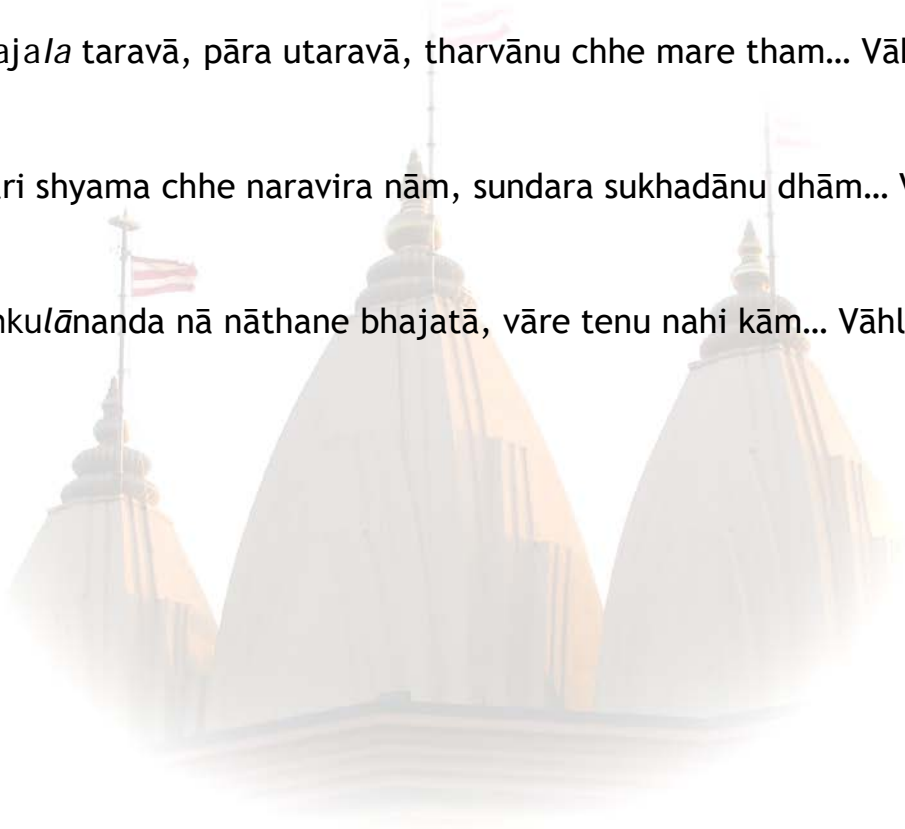 taravā, pāra utaravā, tharvānu chhe mare tham…
shyama chhe naravira nām, sundara sukhadānu dhām…
nā nāthane bhajatā, vāre tenu nahi kām…